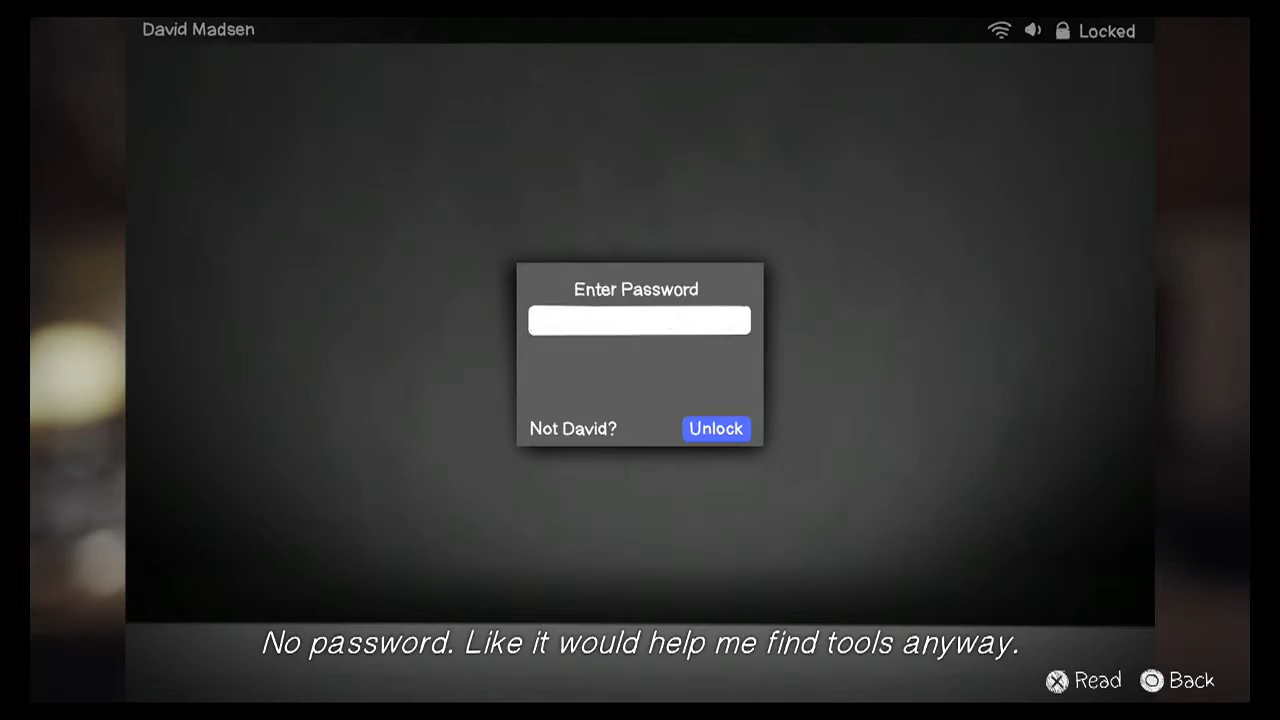 David Madsen
Locked
Enter Password
Not David?
Unlock
No password. Like it would help me find tools anyway.
Read
Back